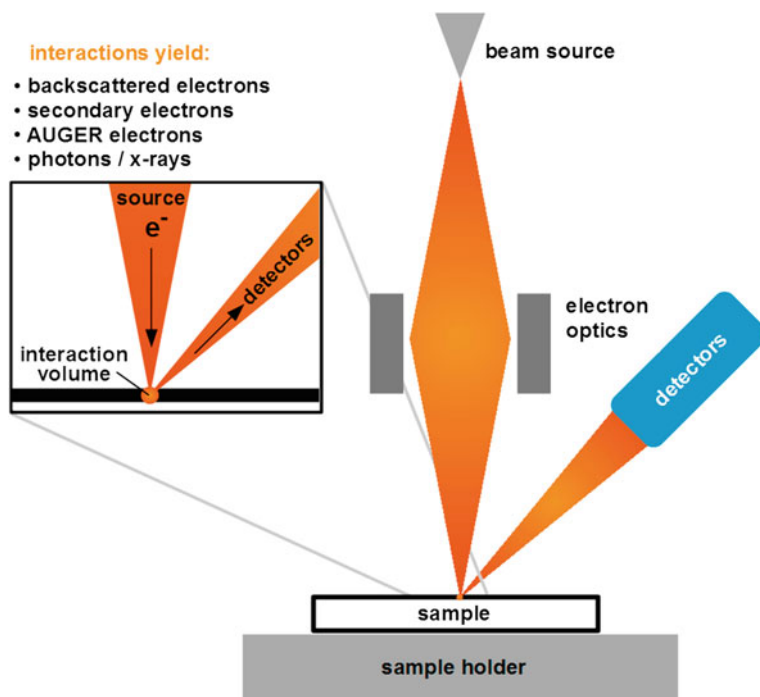 interactions yield:
• backscattered electrons
• secondary electrons
• AUGER electrons
• photons / x-rays
source
e-
detectors
interaction
volume
beam source
electron
optics
detectors
sample
sample holder